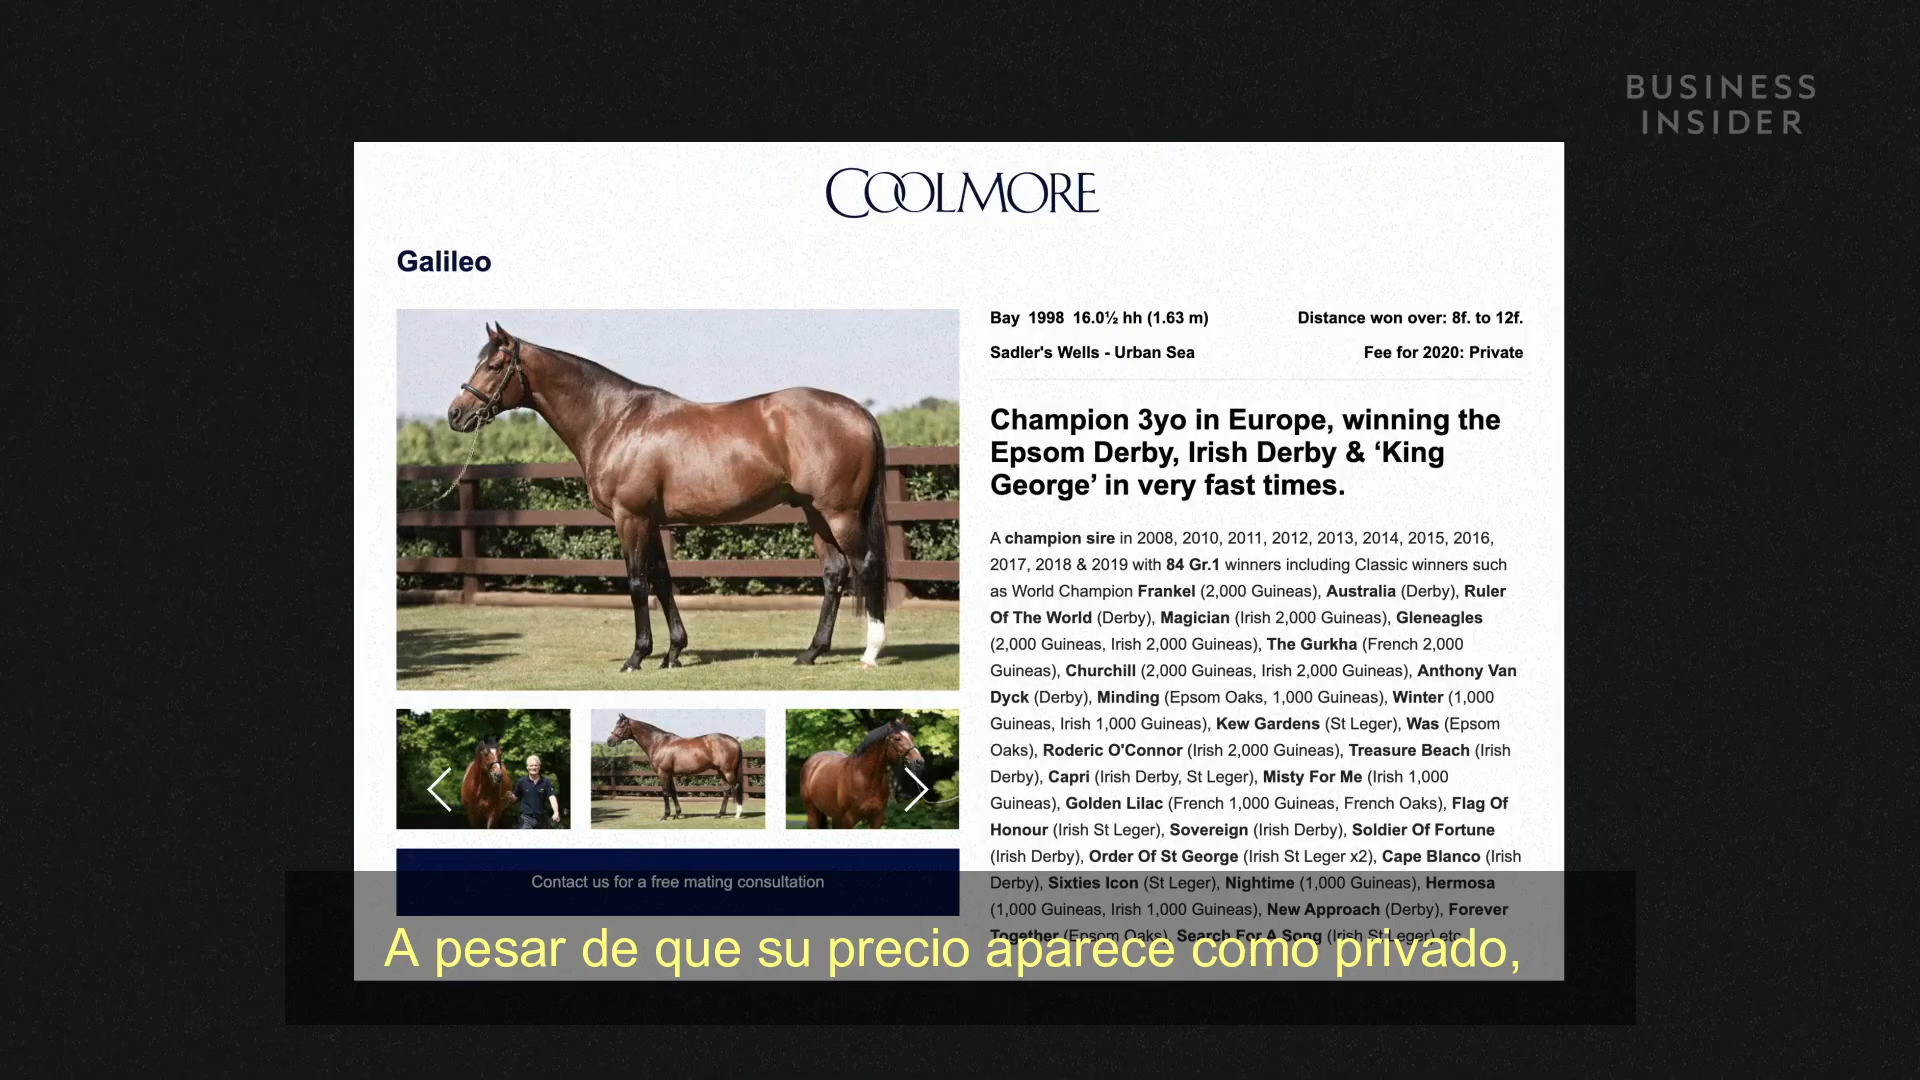 BUSINESS
INSIDER
COOLMORE
Galileo
Bay 1998 16.0½ hh (1.63 m)
Distance won over: 8f. to 12f.
Sadler's Wells - Urban Sea
Fee for 2020: Private
Champion 3yo in Europe, winning the
Epsom Derby, Irish Derby & ‘King
George’ in very fast times.
A champion sire in 2008, 2010, 2011, 2012, 2013, 2014, 2015, 2016,
2017, 2018 & 2019 with 84 Gr.1 winners including Classic winners such
as World Champion Frankel (2,000 Guineas), Australia (Derby), Ruler
Of The World (Derby), Magician (Irish 2,000 Guineas), Gleneagles
(2,000 Guineas, Irish 2,000 Guineas), The Gurkha (French 2,000
Guineas), Churchill (2,000 Guineas, Irish 2,000 Guineas), Anthony Van
Dyck (Derby), Minding (Epsom Oaks, 1,000 Guineas), Winter (1,000
Guineas, Irish 1,000 Guineas), Kew Gardens (St Leger), Was (Epsom
Oaks), Roderic O'Connor (Irish 2,000 Guineas), Treasure Beach (Irish
Derby), Capri (Irish Derby, St Leger), Misty For Me (Irish 1,000
Guineas), Golden Lilac (French 1,000 Guineas, French Oaks), Flag Of
Honour (Irish St Leger), Sovereign (Irish Derby), Soldier Of Fortune
(Irish Derby), Order Of St George (Irish St Leger x2), Cape Blanco (Irish
Derby), Sixties Icon (St Leger), Nightime (1,000 Guineas), Hermosa
(1,000 Guineas, Irish 1,000 Guineas), New Approach (Derby), Forever
Together (Epsom Oaks), Search For A Song (Irish St Leger) etc
Contact us for a free mating consultation
A pesar de que su precio aparece como privado,